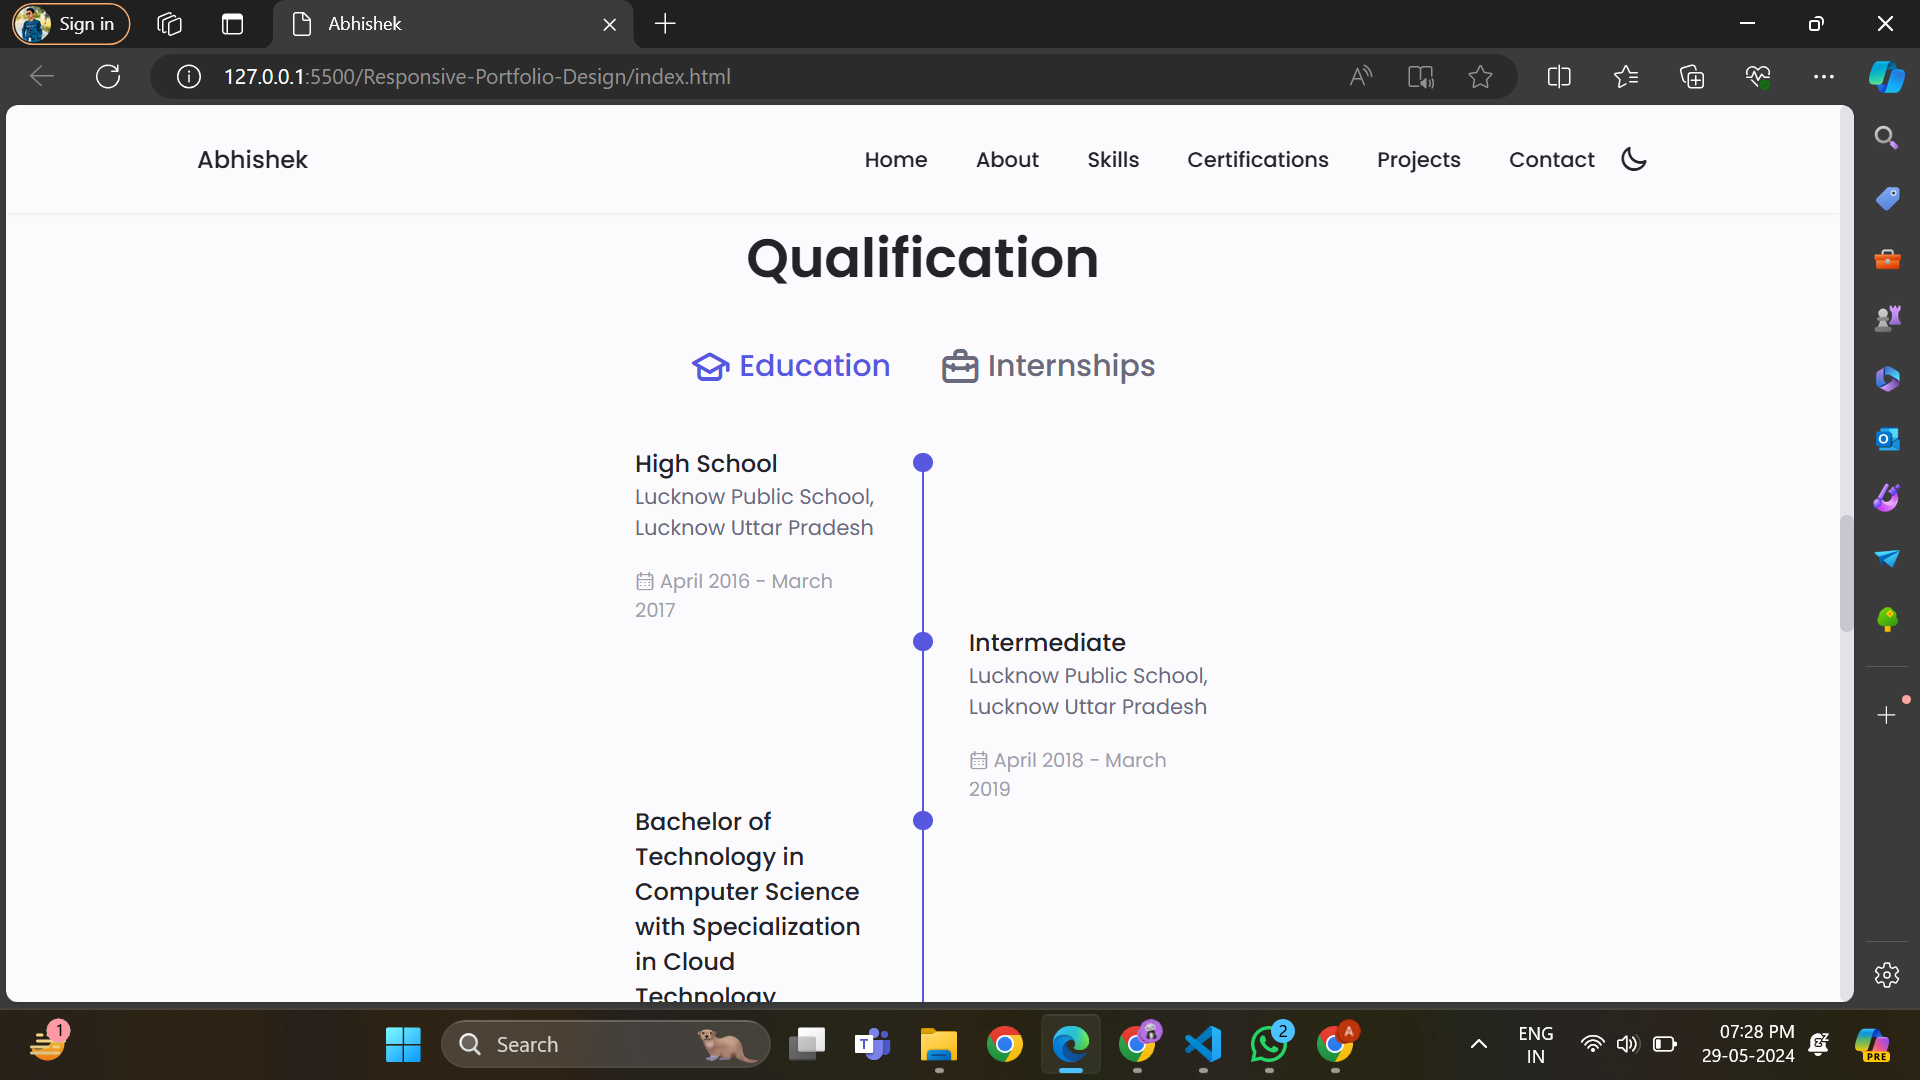 Sign in
Abhishek
127.0.0.1:5500/Responsive-Portfolio-Design/index.html
Abhishek
Home
About
Skills
Certifications
Projects
Contact
Qualification
Education
Internships
High School
Lucknow Public School,
Lucknow Uttar Pradesh
April 2016 - March
2017
Intermediate
Lucknow Public School,
Lucknow Uttar Pradesh
April 2018 - March
2019
Bachelor of
Technology in
Computer Science
with Specialization
in Cloud
Technology
1
Search
T
A
2
ENG
IN
07:28 PM
29-05-2024
PRE